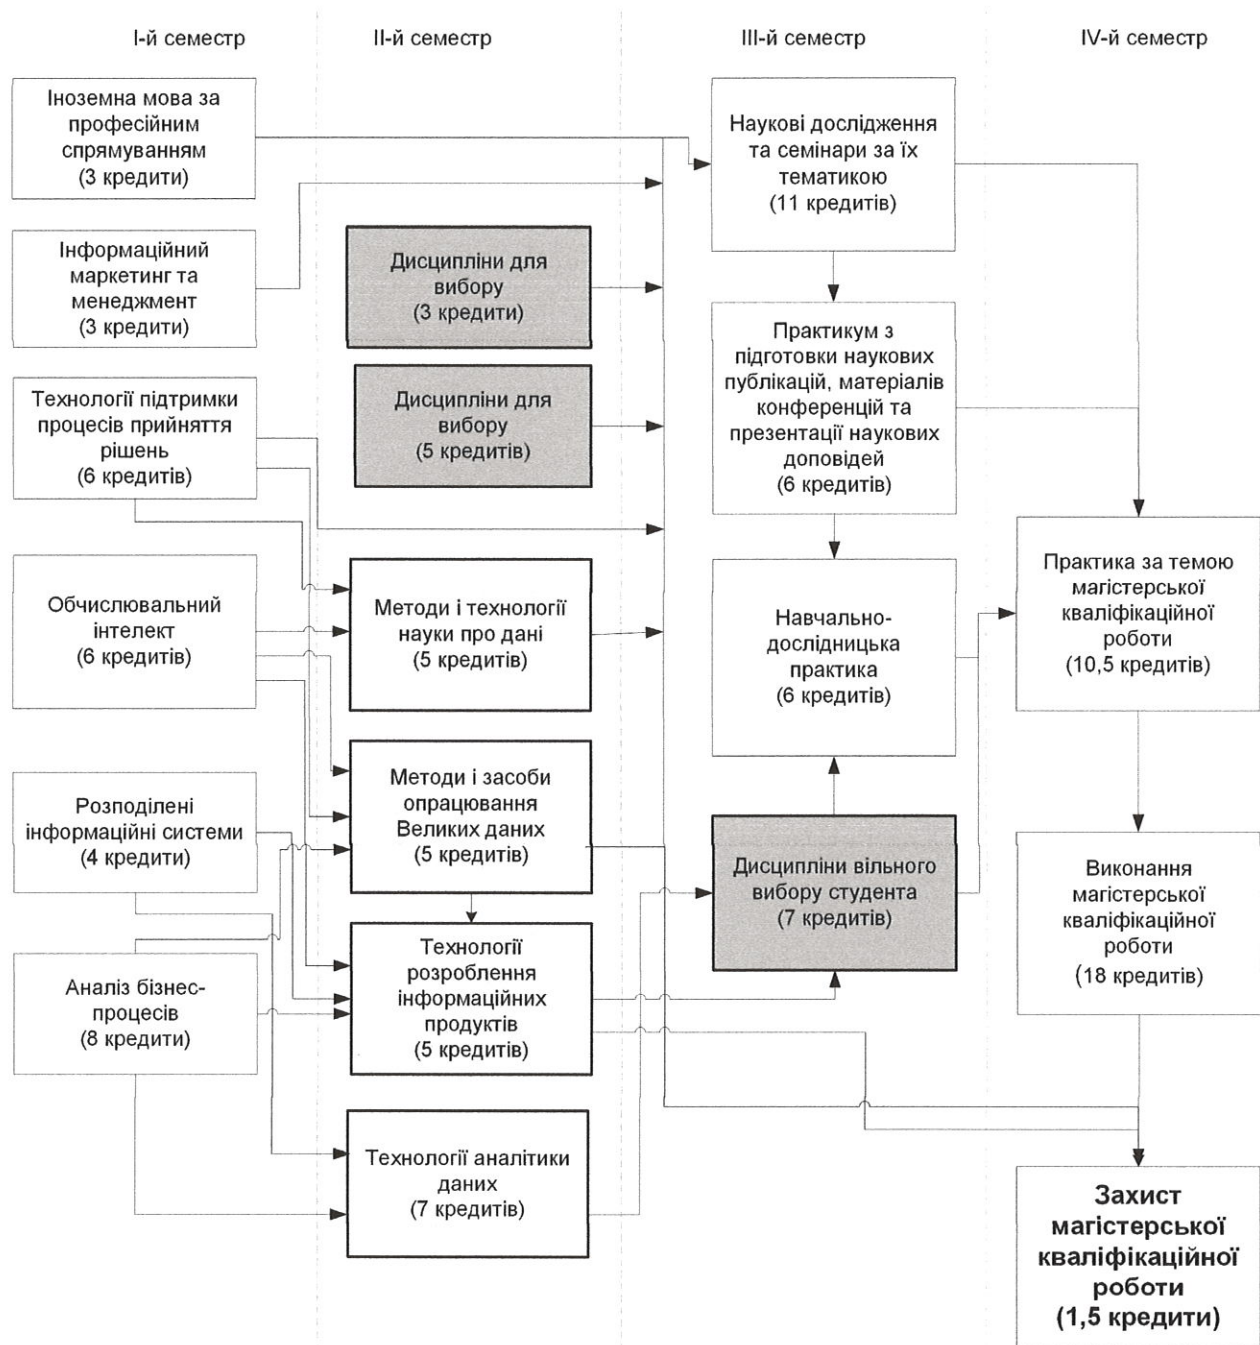 І-й семестр
ІІ-й семестр
ІІІ-й семестр
IV-й семестр
Іноземна мова за
професійним
спрямуванням
(3 кредити)
Інформаційний
маркетинг та
менеджмент
(3 кредити)
Технології підтримки
процесів прийняття
рішень
(6 кредитів)
Обчислювальний
інтелект
(6 кредитів)
Розподілені
інформаційні системи
(4 кредити)
Аналіз бізнес-
процесів
(8 кредити)
Дисципліни для
вибору
(3 кредити)
Дисципліни для
вибору
(5 кредитів)
Методи і технології
науки про дані
(5 кредитів)
Методи і засоби
опрацювання
Великих даних
(5 кредитів)
Технології
розроблення
інформаційних
продуктів
(5 кредитів)
Технології аналітики
даних
(7 кредитів)
Наукові дослідження
та семінари за їх
тематикою
(11 кредитів)
Практикум з
підготовки наукових
публікацій, матеріалів
конференцій та
презентації наукових
доповідей
(6 кредитів)
Навчально-
дослідницька
практика
(6 кредитів)
Дисципліни вільного
вибору студента
(7 кредитів)
Практика за темою
магістерської
кваліфікаційної
роботи
(10,5 кредитів)
Виконання
магістерської
кваліфікаційної
роботи
(18 кредитів)
Захист
магістерської
кваліфікаційної
роботи
(1,5 кредити)